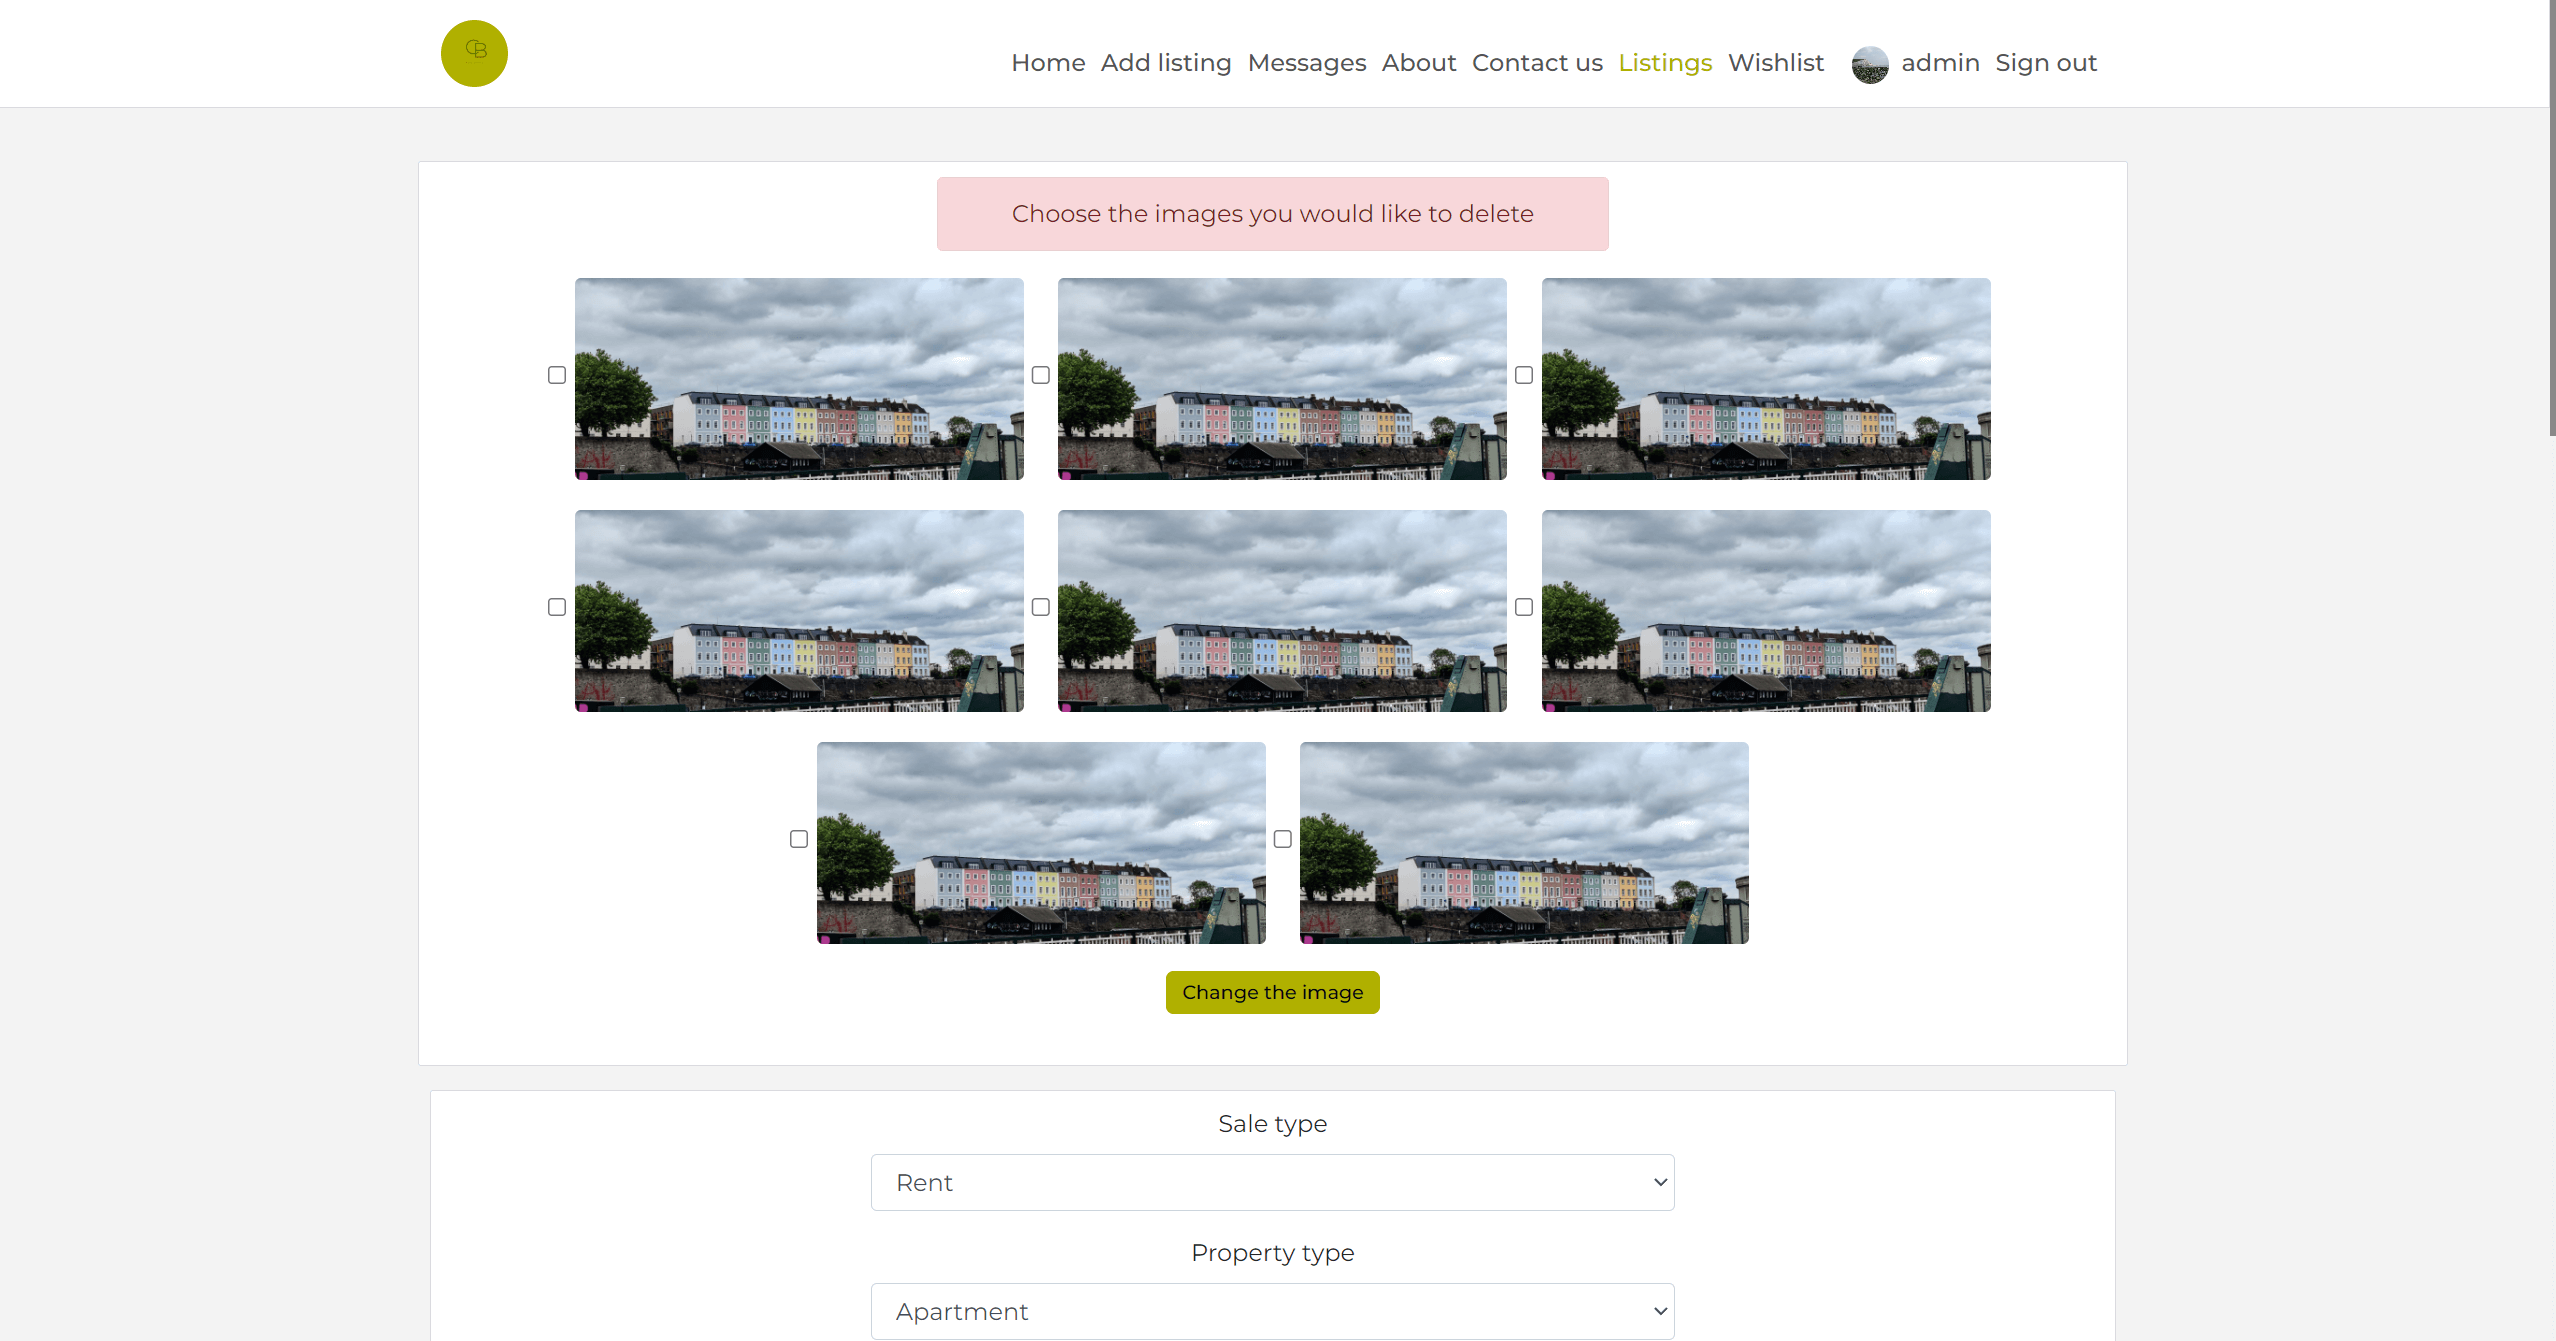 CB
Home Add listing Messages About Contact us Listings Wishlist admin Sign out
Choose the images you would like to delete
Change the image
Sale type
Rent
Property type
Apartment